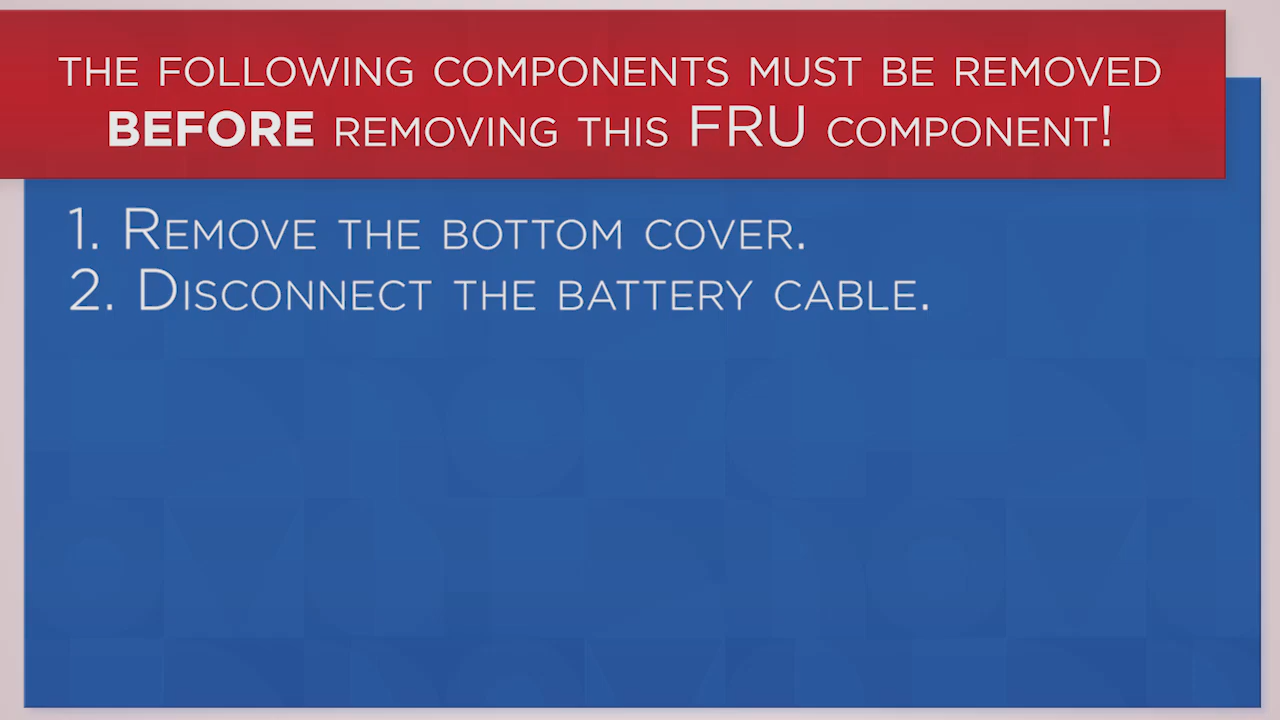 THE FOLLOWING COMPONENTS MUST BE REMOVED
BEFORE REMOVING THIS FRU COMPONENT!
1. REMOVE THE BOTTOM COVER.
2. DISCONNECT THE BATTERY CABLE.